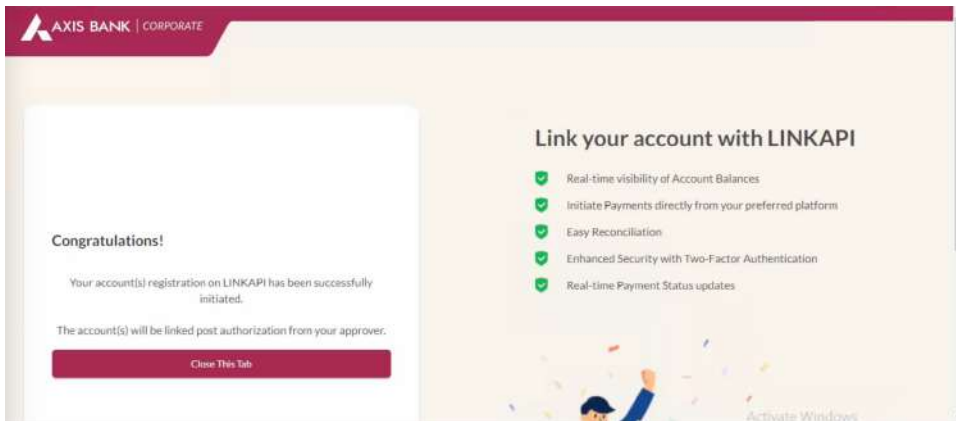 AXIS BANK | CORPORATE
Congratulations!
Your account(s) registration on LINKAPI has been successfully
initiated.
The account(s) will be linked post authorization from your approver.
Close This Tab
Link your account with LINKAPI
Real-time visibility of Account Balances
Initiate Payments directly from your preferred platform
Easy Reconciliation
Enhanced Security with Two-Factor Authentication
Real-time Payment Status updates
Activate Windows